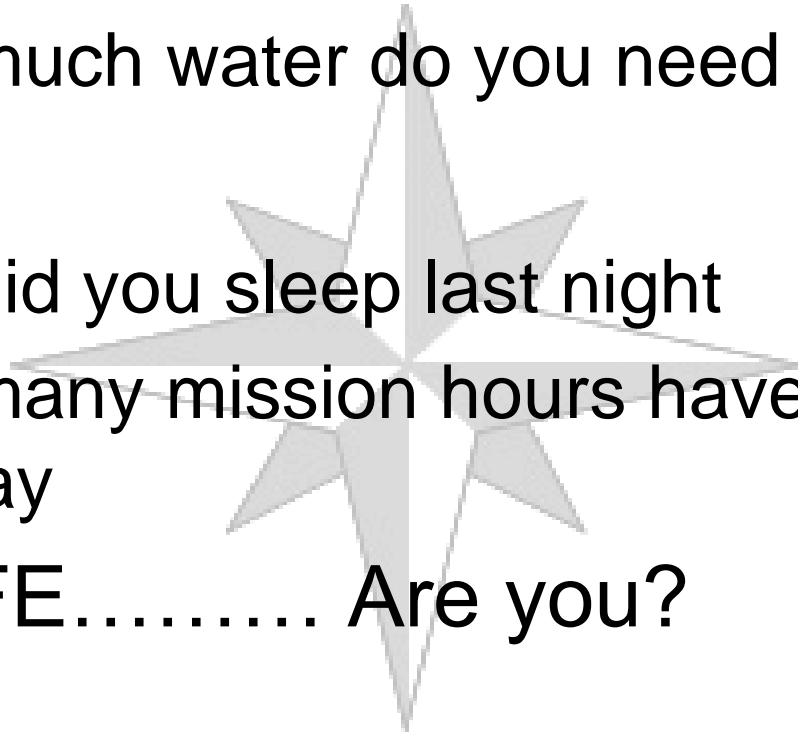 much water do you need
id you sleep last night
many mission hours have
ay
FE......... Are you?